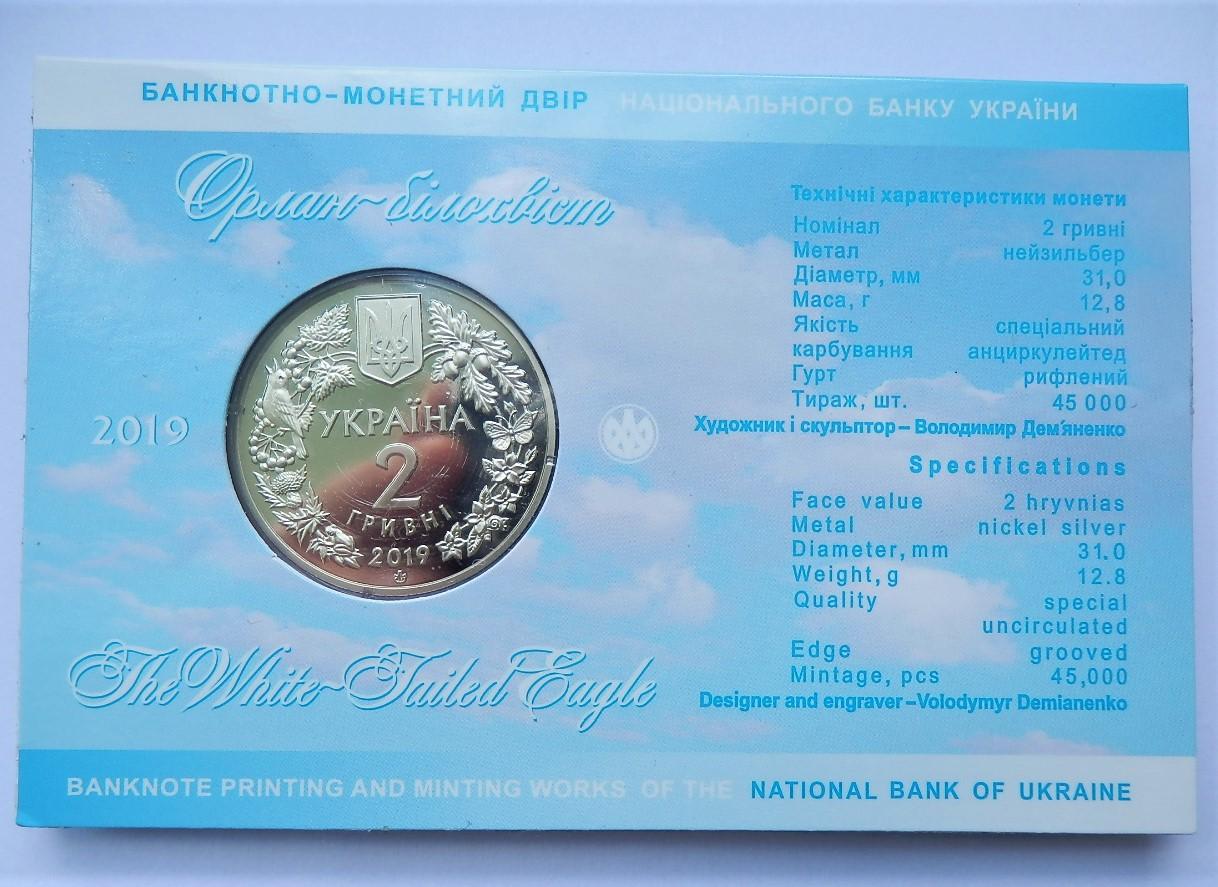 БАНКНОТНО-МОНЕТНИЙ ДВІР НАЦІОНАЛЬНОГО БАНКУ УКРАЇНИ
Орлан-білохвіст
2019
УКРАЇНА
2
ГРИВНІ
2019
Технічні характеристики монети
Номінал 2 гривні
Метал нейзильбер
Діаметр, мм 31,0
Маса, г 12,8
Якість спеціальний
карбування анциркулейтед
Гурт рифлений
Тираж, шт. 45 000
Художник і скульптор – Володимир Дем'яненко
Specifications
Face value 2 hryvnias
Metal nickel silver
Diameter, mm 31.0
Weight, g 12.8
Quality special
uncirculated
Edge grooved
Mintage, pcs 45,000
Designer and engraver – Volodymyr Demianenko
The White-Tailed Eagle
BANKNOTE PRINTING AND MINTING WORKS OF THE NATIONAL BANK OF UKRAINE